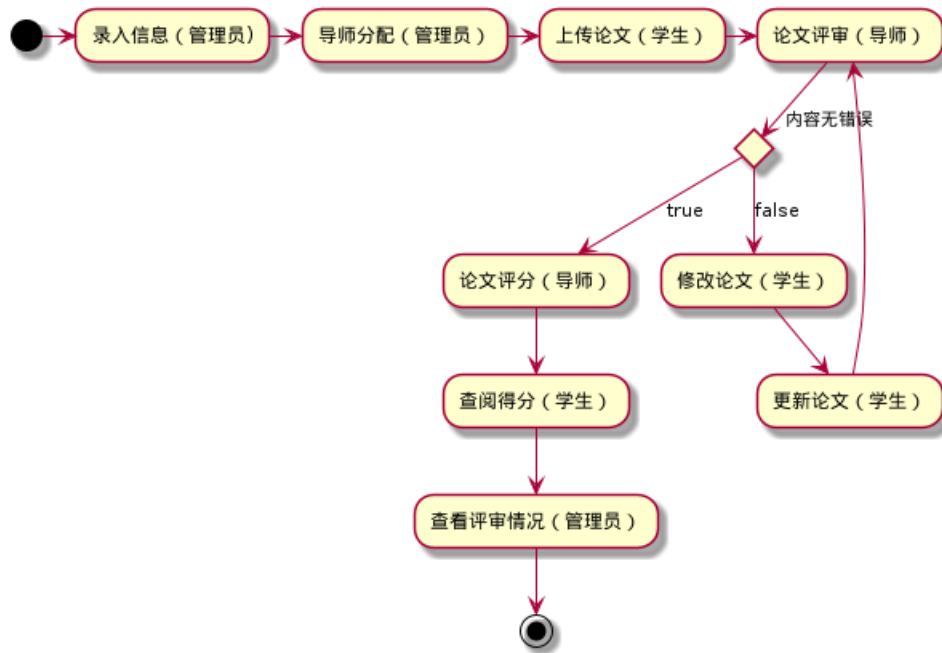 录入信息（管理员）
导师分配（管理员）
上传论文（学生）
论文评审（导师）
内容无错误
true
false
论文评分（导师）
修改论文（学生）
查阅得分（学生）
更新论文（学生）
查看评审情况（管理员）